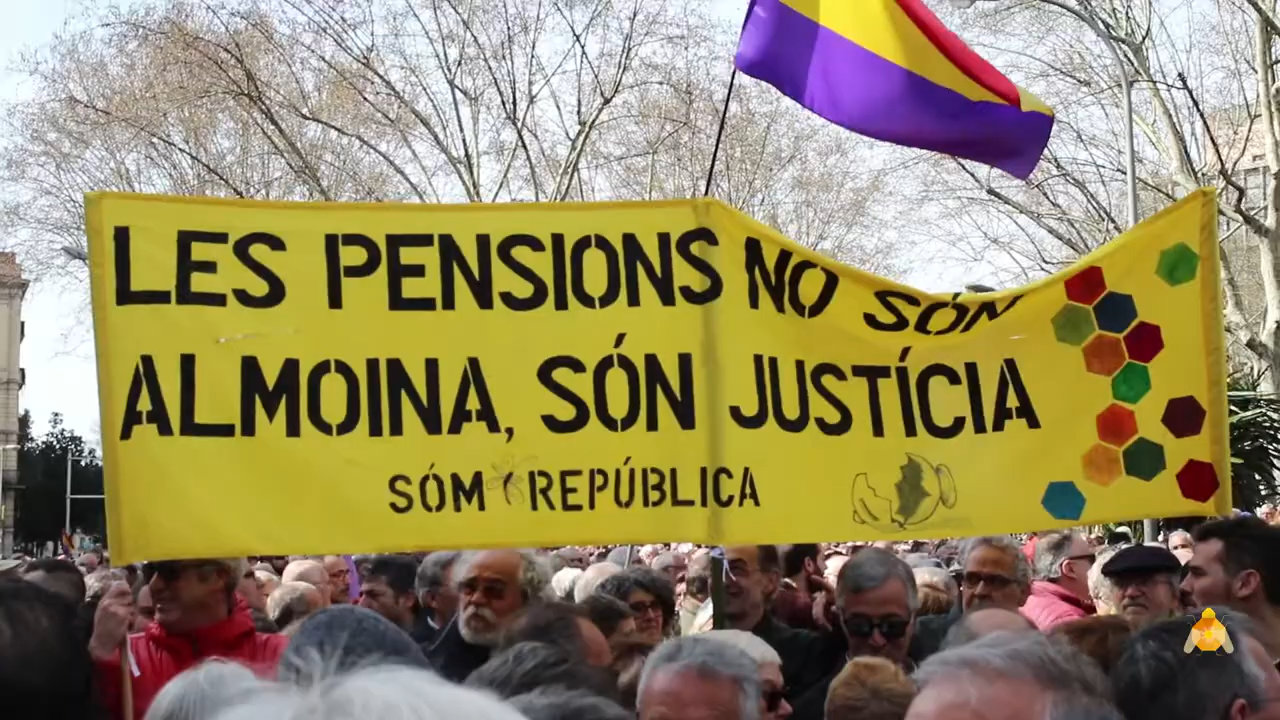 LES PENSIONS NO SÓN
ALMOINA, SÓN JUSTÍCIA
SÓM REPÚBLICA